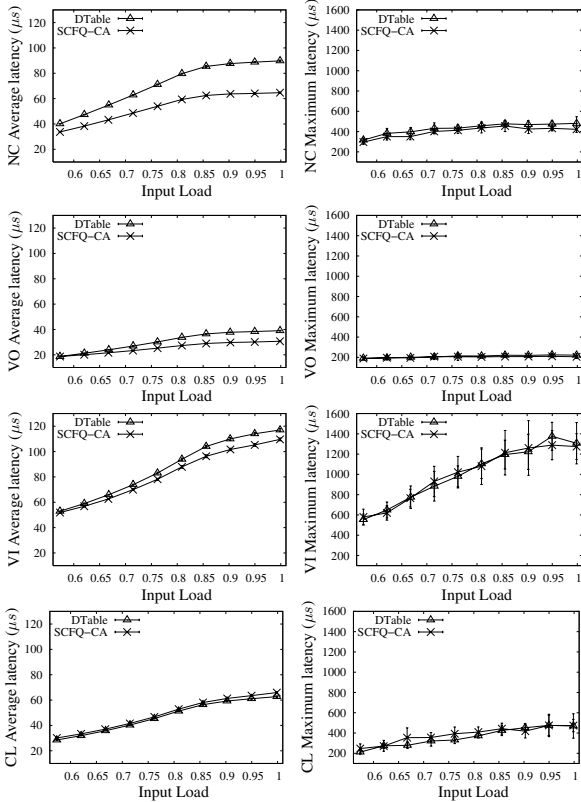 NC Average latency (μs)
120
100
80
60
40
20
DTable
SCFQ−CA
0.6 0.65 0.7 0.75 0.8 0.85 0.9 0.95 1
Input Load
NC Maximum latency (μs)
1600
1400
1200
1000
800
600
400
200
DTable
SCFQ−CA
0.6 0.65 0.7 0.75 0.8 0.85 0.9 0.95 1
Input Load
VO Average latency (μs)
120
100
80
60
40
20
DTable
SCFQ−CA
0.6 0.65 0.7 0.75 0.8 0.85 0.9 0.95 1
Input Load
VO Maximum latency (μs)
1600
1400
1200
1000
800
600
400
200
DTable
SCFQ−CA
0.6 0.65 0.7 0.75 0.8 0.85 0.9 0.95 1
Input Load
VI Average latency (μs)
120
100
80
60
40
20
DTable
SCFQ−CA
0.6 0.65 0.7 0.75 0.8 0.85 0.9 0.95 1
Input Load
VI Maximum latency (μs)
1600
1400
1200
1000
800
600
400
200
DTable
SCFQ−CA
0.6 0.65 0.7 0.75 0.8 0.85 0.9 0.95 1
Input Load
CL Average latency (μs)
120
100
80
60
40
20
DTable
SCFQ−CA
0.6 0.65 0.7 0.75 0.8 0.85 0.9 0.95 1
Input Load
CL Maximum latency (μs)
1600
1400
1200
1000
800
600
400
200
DTable
SCFQ−CA
0.6 0.65 0.7 0.75 0.8 0.85 0.9 0.95 1
Input Load